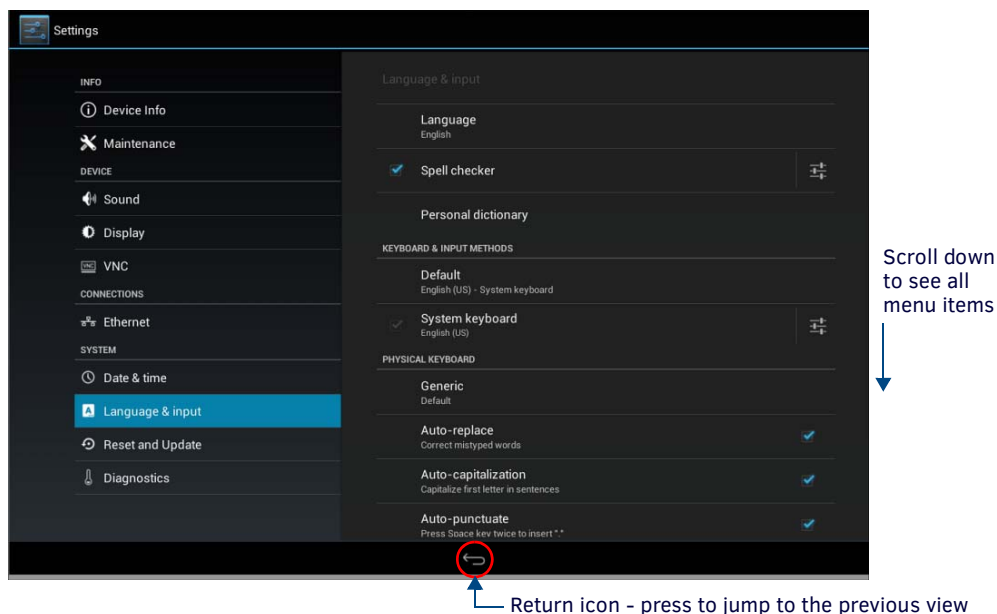 Settings
INFO
Device Info
Maintenance
DEVICE
Sound
Display
VNC
VNC
CONNECTIONS
Ethernet
SYSTEM
Date & time
A
Language & input
Reset and Update
Diagnostics
Language & input
Language
English
Spell checker
Personal dictionary
KEYBOARD & INPUT METHODS
Default
English (US) - System keyboard
System keyboard
English (US)
PHYSICAL KEYBOARD
Generic
Default
Auto-replace
Correct mistyped words
Auto-capitalization
Capitalize first letter in sentences
Auto-punctuate
Press Space key twice to insert "."
Scroll down
to see all
menu items
Return icon - press to jump to the previous view